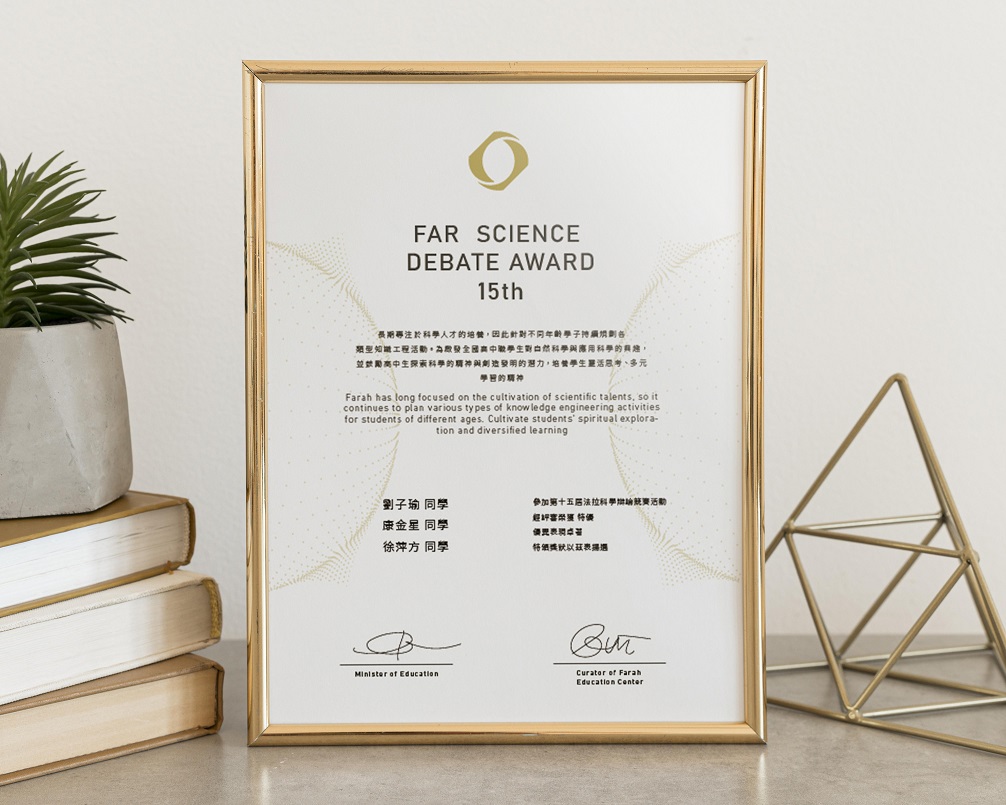 FAR SCIENCE
DEBATE AWARD
15th
長期專注於科學人才的培養，因此針對不同年齡學子持續規劃各
類型知識工程活動。為啟發全國高中職學生對自然科學與應用科學的興趣，
並鼓勵高中生探索科學的精神與創造發明的潛力，培養學生靈活思考、多元
學習的精神
Farah has long focused on the cultivation of scientific talents, so it
continues to plan various types of knowledge engineering activities
for students of different ages. Cultivate students' spiritual explora-
tion and diversified learning
劉子瑜 同學
康金星 同學
徐萍方 同學
參加第十五屆法拉科學辯論競賽活動
經評審榮獲 特優
優異表現卓著
特頒獎狀以茲表揚
Minister of Education
Curator of Farah
Education Center